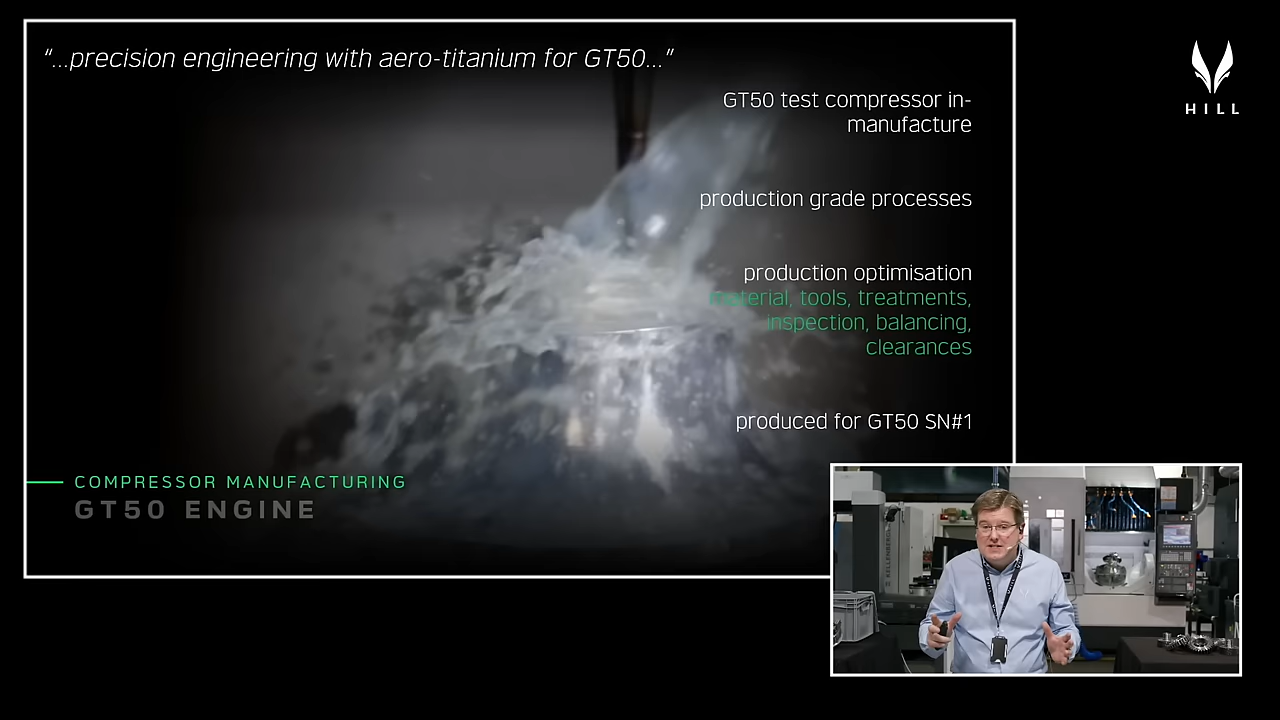 “...precision engineering with aero-titanium for GT50...”
HILL
GT50 test compressor in-
manufacture
production grade processes
production optimisation
material, tools, treatments,
inspection, balancing,
clearances
produced for GT50 SN#1
COMPRESSOR MANUFACTURING
GT50 ENGINE
KELLENBERGER